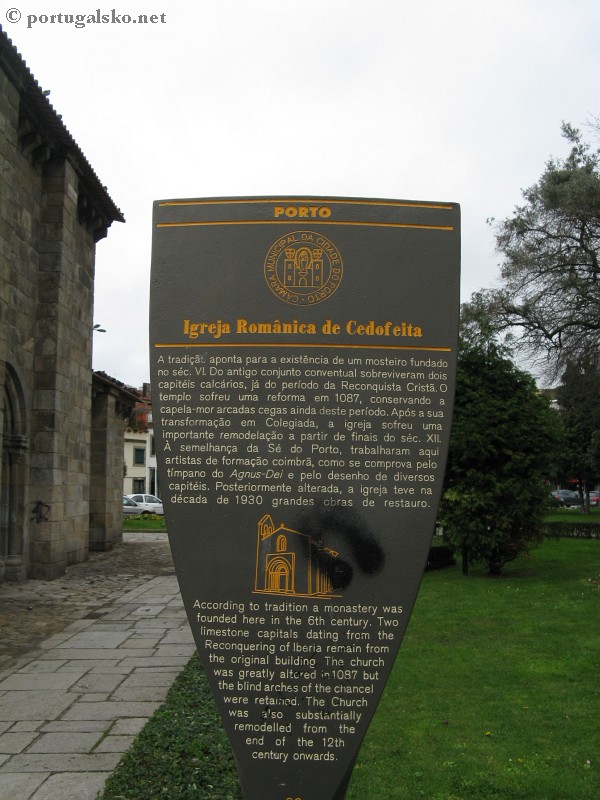 © portugalsko.net
PORTO
CÂMARA MUNICIPAL DA CIDADE DO PORTO
Igreja Românica de Cedofeita
A tradiçã aponta para a existência de um mosteiro fundado
no séc. VI. Do antigo conjunto conventual sobreviveram dois
capitéis calcários, já do período da Reconquista Cristã. O
templo sofreu uma reforma em 1087, conservando a
capela-mor arcadas cegas ainda deste período. Após a sua
transformação em Colegiada, a igreja sofreu uma
importante remodelação a partir de finais do séc. XII.
À semelhança da Sé do Porto, trabalharam aqui
artistas de formação coimbrã, como se comprova pelo
tímpano do Agnus-Dei e pelo desenho de diversos
capitéis. Posteriormente alterada, a igreja teve na
década de 1930 grandes obras de restauro.
According to tradition a monastery was
founded here in the 6th century. Two
limestone capitals dating from the
Reconquering of Iberia remain from
the original building. The church
was greatly altered in 1087 but
the blind arches of the chancel
were retained. The Church
was also substantially
remodelled from the
end of the 12th
century onwards.